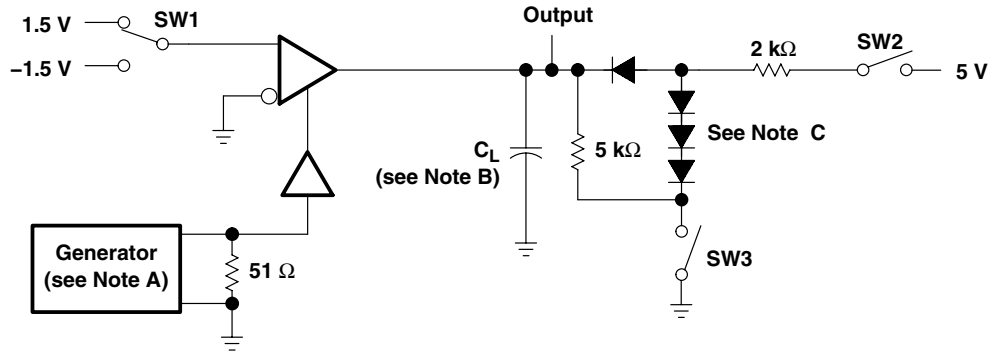 1.5 V
SW1
−1.5 V
Output
2 kΩ
SW2
5 V
See Note C
CL
(see Note B)
5 kΩ
Generator
(see Note A)
51 Ω
SW3